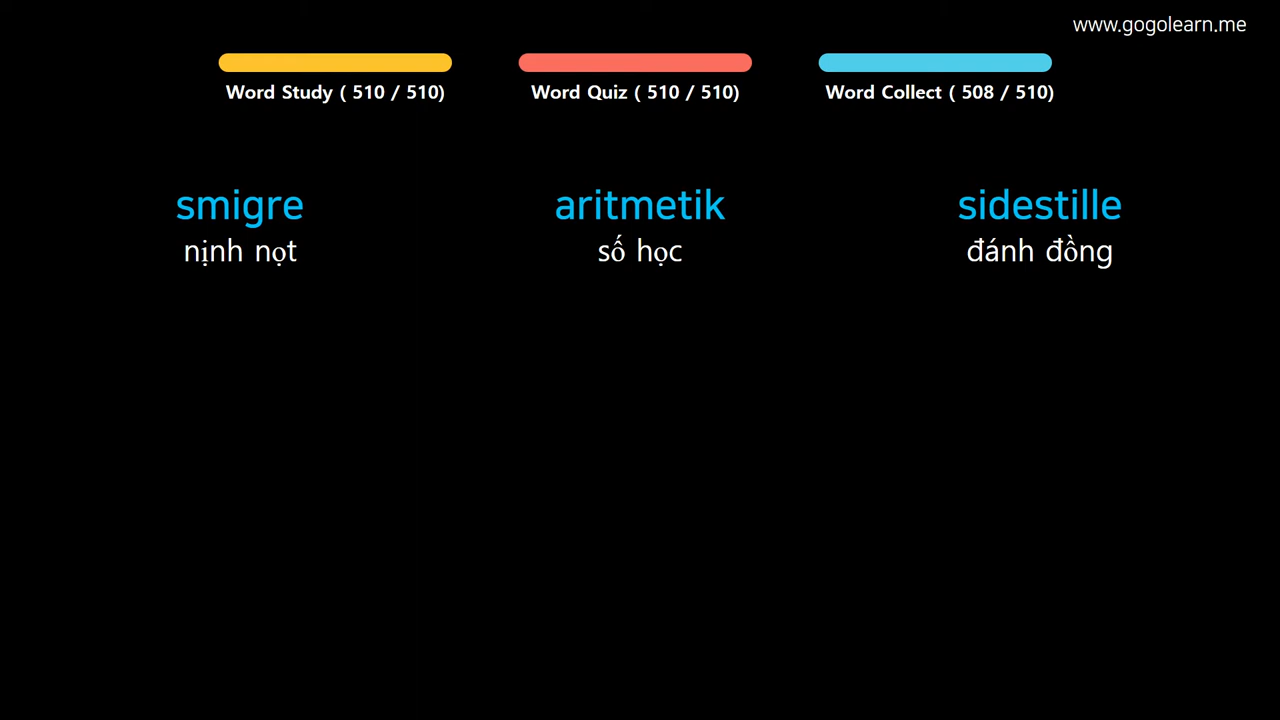 www.gogolearn.me
Word Study ( 510 / 510)
Word Quiz ( 510 / 510)
Word Collect ( 508 / 510)
smigre
nịnh nọt
aritmetik
số học
sidestille
đánh đồng